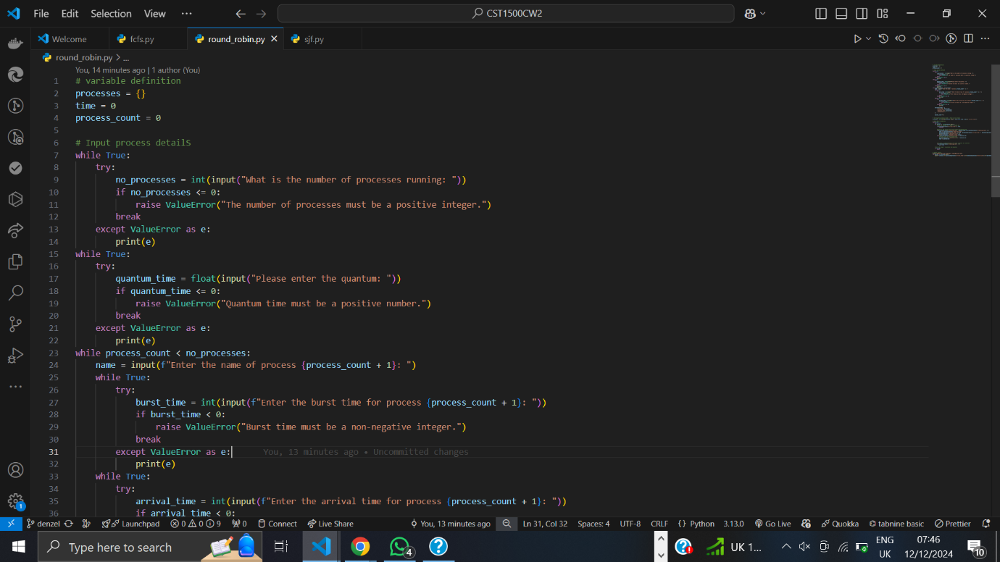 File Edit Selection View ··· CST1500CW2
Welcome fcfs.py round_robin.py sjf.py
round_robin.py > ...
You, 14 minutes ago | 1 author (You)
1 # variable definition
2 processes = {}
3 time = 0
4 process_count = 0
5
6 # Input process detailS
7 while True:
8 try:
9 no_processes = int(input("What is the number of processes running: "))
10 if no_processes <= 0:
11 raise ValueError("The number of processes must be a positive integer.")
12 break
13 except ValueError as e:
14 print(e)
15 while True:
16 try:
17 quantum_time = float(input("Please enter the quantum: "))
18 if quantum_time <= 0:
19 raise ValueError("Quantum time must be a positive number.")
20 break
21 except ValueError as e:
22 print(e)
23 while process_count < no_processes:
24 name = input(f"Enter the name of process {process_count + 1}: ")
25 while True:
26 try:
27 burst_time = int(input(f"Enter the burst time for process {process_count + 1}: "))
28 if burst_time < 0:
29 raise ValueError("Burst time must be a non-negative integer.")
30 break
31 except ValueError as e: You, 13 minutes ago • Uncommitted changes
32 print(e)
33 while True:
34 try:
35 arrival_time = int(input(f"Enter the arrival time for process {process_count + 1}: "))
36 if arrival_time < 0:
denzel Launchpad 0 0 9 0 Connect Live Share You, 13 minutes ago Ln 31, Col 32 Spaces: 4 UTF-8 CRLF {} Python 3.13.0 Go Live Quokka tabnine basic Prettier
Type here to search 4 UK 1... ENG 07:46
UK 12/12/2024 10